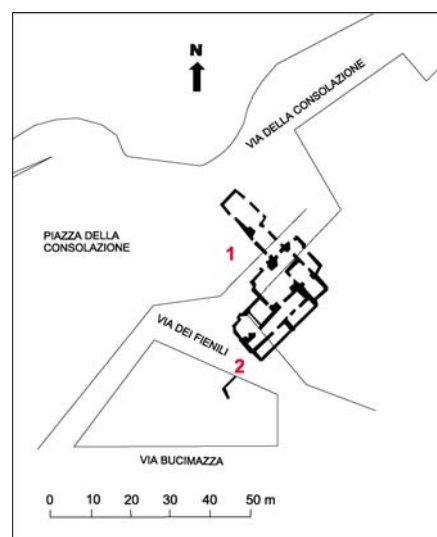 N
VIA DELLA CONSOLAZIONE
PIAZZA DELLA
CONSOLAZIONE
1
VIA DEI FIENILI
2
VIA BUCIMAZZA
0 10 20 30 40 50 m